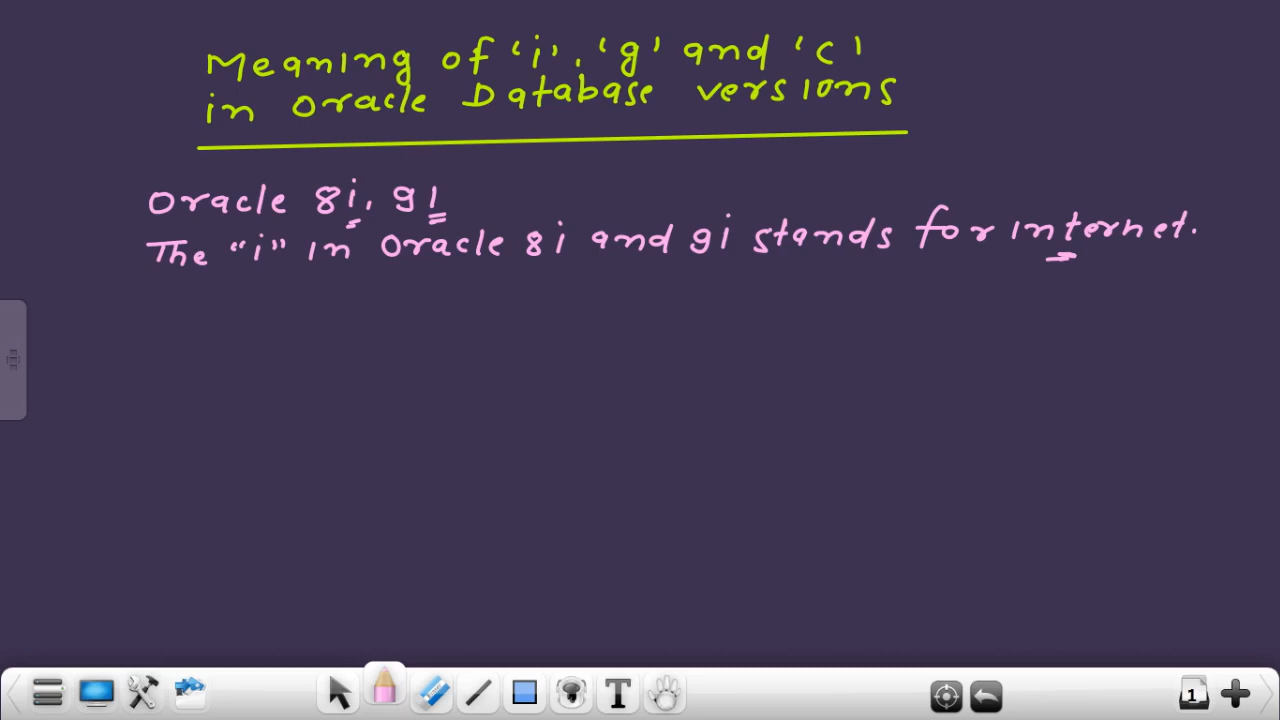 Meaning of 'i', 'g' and 'c'
in Oracle Database versions
Oracle 8i, 9i
The "i" in Oracle 8i and 9i stands for internet.
T
1